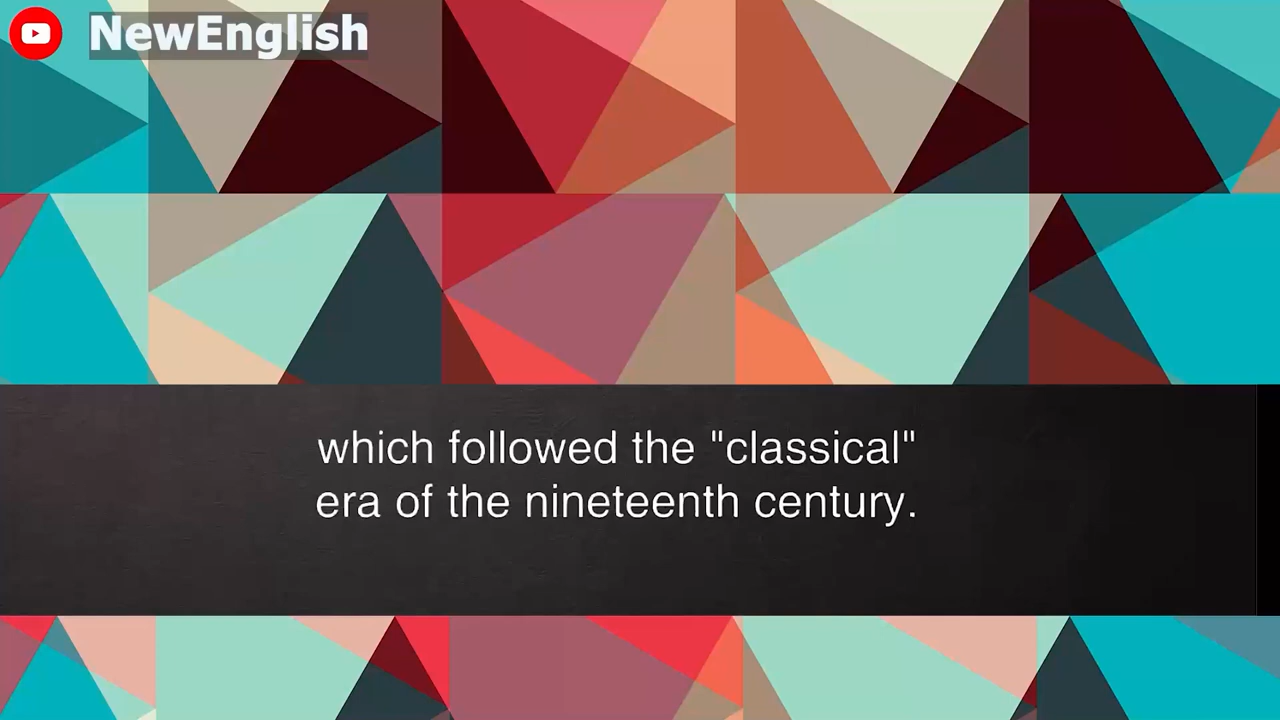 NewEnglish
which followed the "classical"
era of the nineteenth century.